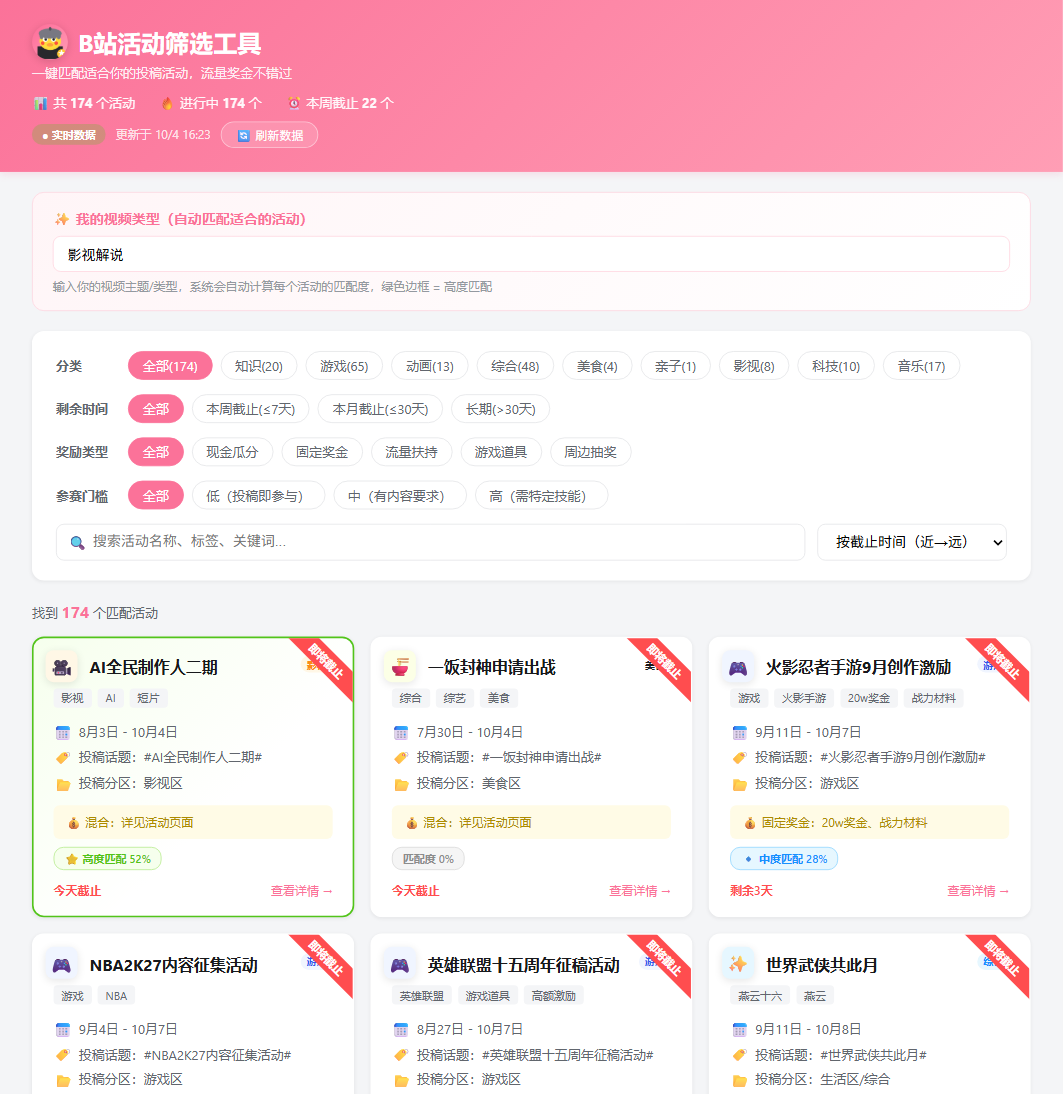 B站活动筛选工具
一键匹配适合你的投稿活动，流量奖金不错过
共 174 个活动 进行中 174 个 本周截止 22 个
实时数据 更新于 10/4 16:23 刷新数据
我的视频类型（自动匹配适合的活动）
影视解说
输入你的视频主题/类型，系统会自动计算每个活动的匹配度，绿色边框 = 高度匹配
分类 全部(174) 知识(20) 游戏(65) 动画(13) 综合(48) 美食(4) 亲子(1) 影视(8) 科技(10) 音乐(17)
剩余时间 全部 本周截止(≤7天) 本月截止(≤30天) 长期(>30天)
奖励类型 全部 现金瓜分 固定奖金 流量扶持 游戏道具 周边抽奖
参赛门槛 全部 低（投稿即参与） 中（有内容要求） 高（需特定技能）
搜索活动名称、标签、关键词... 按截止时间（近→远）
找到 174 个匹配活动
AI全民制作人二期
即将截止
影视 AI 短片
8月3日 - 10月4日
投稿话题：#AI全民制作人二期#
投稿分区：影视区
混合：详见活动页面
高度匹配 52%
今天截止 查看详情 →
一饭封神申请出战
即将截止
综合 综艺 美食
7月30日 - 10月4日
投稿话题：#一饭封神申请出战#
投稿分区：美食区
混合：详见活动页面
匹配度 0%
今天截止 查看详情 →
火影忍者手游9月创作激励
即将截止
游戏 火影手游 20w奖金 战力材料
9月11日 - 10月7日
投稿话题：#火影忍者手游9月创作激励#
投稿分区：游戏区
固定奖金：20w奖金、战力材料
中度匹配 28%
剩余3天 查看详情 →
NBA2K27内容征集活动
即将截止
游戏 NBA
9月4日 - 10月7日
投稿话题：#NBA2K27内容征集活动#
投稿分区：游戏区
英雄联盟十五周年征稿活动
即将截止
英雄联盟 游戏道具 高额激励
8月27日 - 10月7日
投稿话题：#英雄联盟十五周年征稿活动#
投稿分区：游戏区
世界武侠共此月
即将截止
燕云十六 燕云
9月11日 - 10月8日
投稿话题：#世界武侠共此月#
投稿分区：生活区/综合